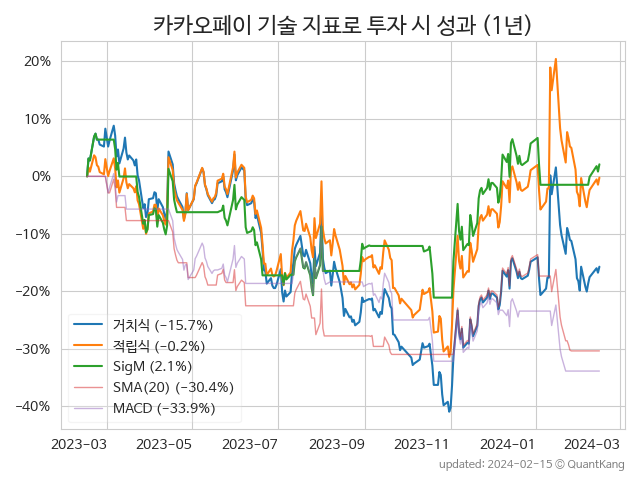 카카오페이 기술 지표로 투자 시 성과 (1년)
20%
10%
0%
−10%
−20%
−30%
−40%
거치식 (−15.7%)
적립식 (−0.2%)
SigM (2.1%)
SMA(20) (−30.4%)
MACD (−33.9%)
2023-03 2023-05 2023-07 2023-09 2023-11 2024-01 2024-03
updated: 2024-02-15 © QuantKang